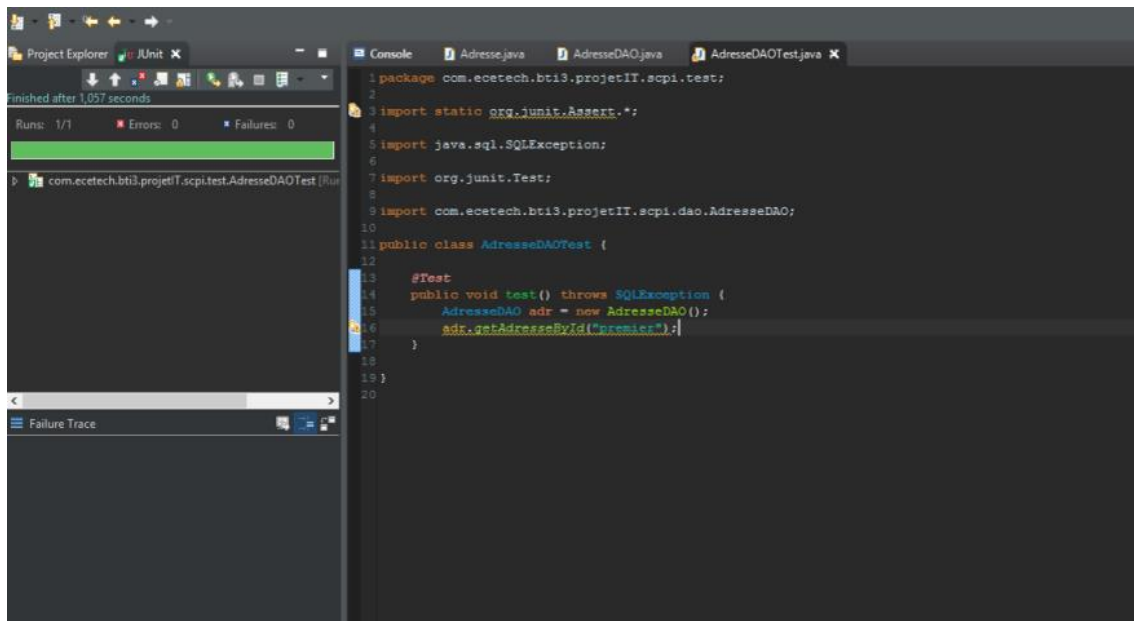 Project Explorer JUnit
Finished after 1,057 seconds
Runs: 1/1 Errors: 0 Failures: 0
com.ecetech.bti3.projetIT.scpi.test.AdresseDAOTest [Ru
Failure Trace
Console Adresse.java AdresseDAO.java AdresseDAOTest.java
1 package com.ecetech.bti3.projetIT.scpi.test;
2
3 import static org.junit.Assert.*;
4
5 import java.sql.SQLException;
6
7 import org.junit.Test;
8
9 import com.ecetech.bti3.projetIT.scpi.dao.AdresseDAO;
10
11 public class AdresseDAOTest {
12
13 @Test
14 public void test() throws SQLException {
15 AdresseDAO adr = new AdresseDAO();
16 adr.getAdresseById("premier");
17 }
18
19 }
20